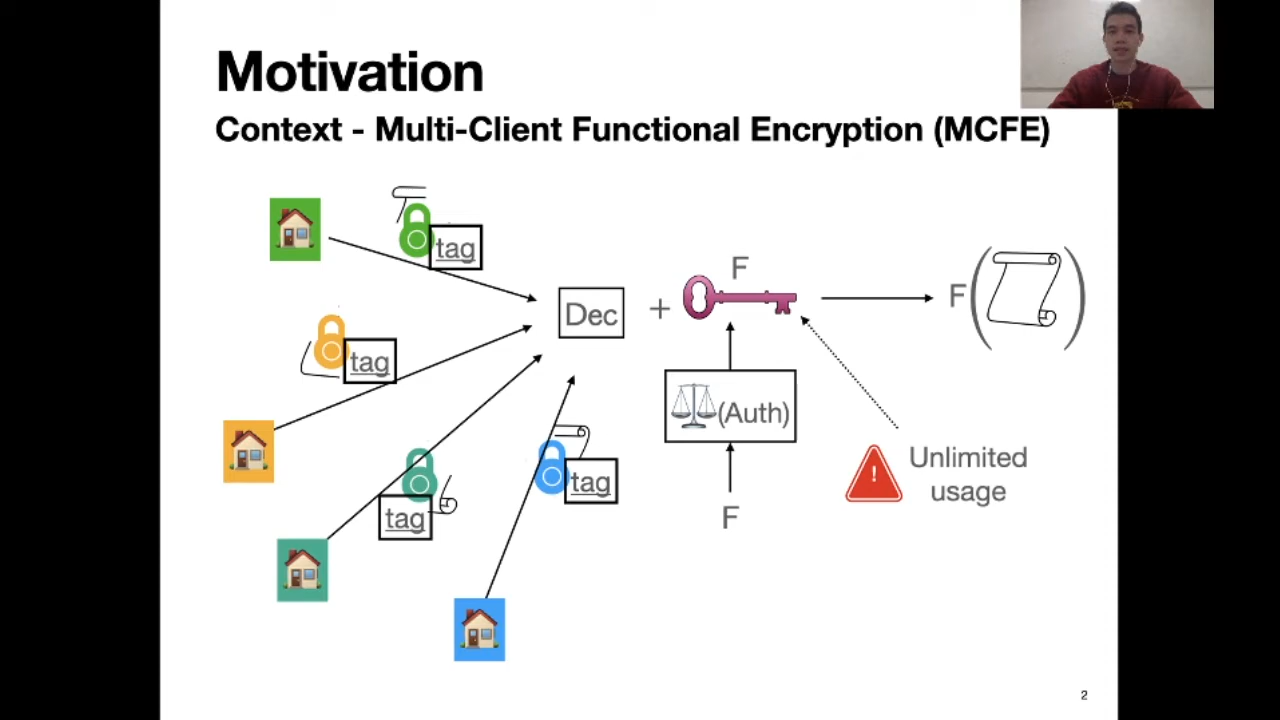 Motivation
Context - Multi-Client Functional Encryption (MCFE)
tag
tag
tag
tag
Dec
+
F
F( )
(Auth)
F
!
Unlimited
usage
2